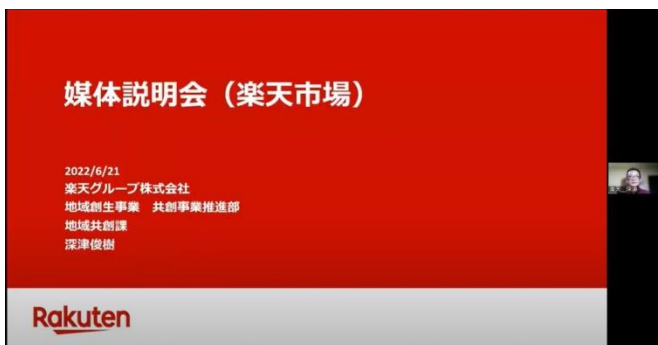 媒体説明会（楽天市場）
2022/6/21
楽天グループ株式会社
地域創生事業　共創事業推進部
地域共創課
深津俊樹
Rakuten